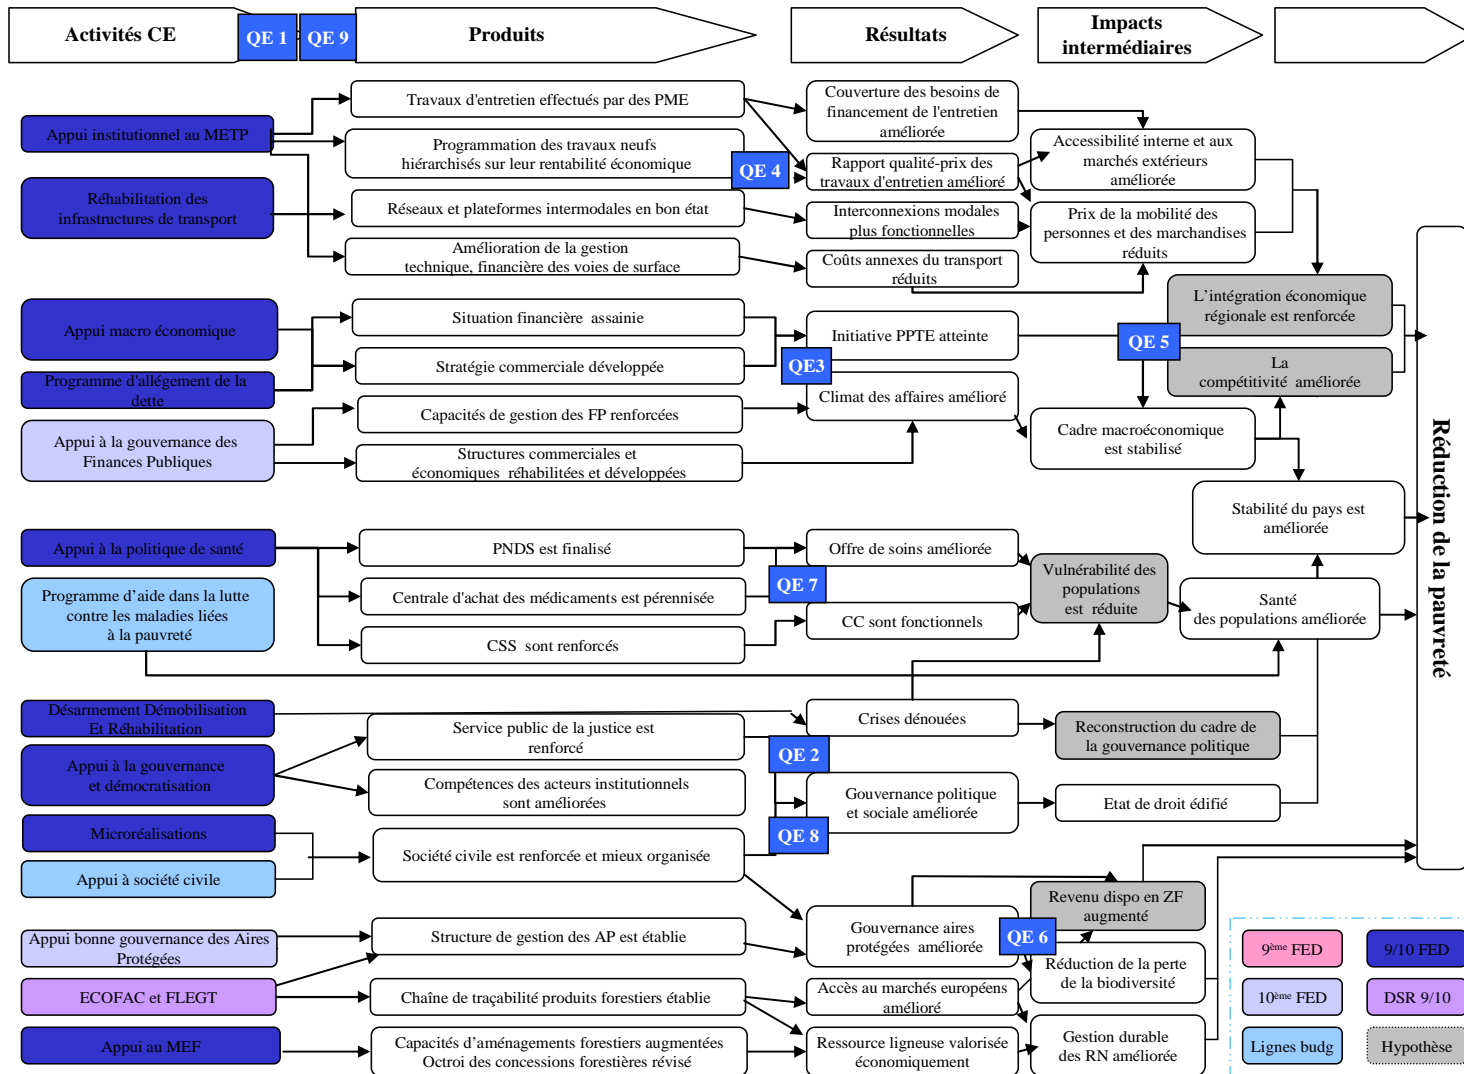 Activités CE
QE 1
QE 9
Produits
Résultats
Impacts
intermédiaires
Appui institutionnel au METP
Réhabilitation des
infrastructures de transport
Travaux d'entretien effectués par des PME
Programmation des travaux neufs
hiérarchisés sur leur rentabilité économique
Réseaux et plateformes intermodales en bon état
Amélioration de la gestion
technique, financière des voies de surface
QE 4
Couverture des besoins de
financement de l'entretien
améliorée
Rapport qualité-prix des
travaux d'entretien amélioré
Interconnexions modales
plus fonctionnelles
Coûts annexes du transport
réduits
Accessibilité interne et aux
marchés extérieurs
améliorée
Prix de la mobilité des
personnes et des marchandises
réduits
L'intégration économique
régionale est renforcée
Appui macro économique
Programme d'allégement de la
dette
Appui à la gouvernance des
Finances Publiques
Situation financière assainie
Stratégie commerciale développée
Capacités de gestion des FP renforcées
Structures commerciales et
économiques réhabilitées et développées
QE3
Initiative PPTE atteinte
Climat des affaires amélioré
QE 5
La
compétitivité améliorée
Cadre macroéconomique
est stabilisé
Stabilité du pays est
améliorée
Réduction de la pauvreté
Appui à la politique de santé
Programme d’aide dans la lutte
contre les maladies liées
à la pauvreté
PNDS est finalisé
Centrale d'achat des médicaments est pérennisée
CSS sont renforcés
QE 7
Offre de soins améliorée
CC sont fonctionnels
Vulnérabilité des
populations
est réduite
Santé
des populations améliorée
Désarmement Démobilisation
Et Réhabilitation
Appui à la gouvernance
et démocratisation
Microréalisations
Appui à société civile
Service public de la justice est
renforcé
Compétences des acteurs institutionnels
sont améliorées
Société civile est renforcée et mieux organisée
QE 2
QE 8
Crises dénouées
Gouvernance politique
et sociale améliorée
Reconstruction du cadre de
la gouvernance politique
Etat de droit édifié
Appui bonne gouvernance des Aires
Protégées
ECOFAC et FLEGT
Appui au MEF
Structure de gestion des AP est établie
Chaîne de traçabilité produits forestiers établie
Capacités d'aménagements forestiers augmentées
Octroi des concessions forestières révisé
Gouvernance aires
protégées améliorée
Accès au marchés européens
amélioré
Ressource ligneuse valorisée
économiquement
QE 6
Revenu dispo en ZF
augmenté
Réduction de la perte
de la biodiversité
Gestion durable
des RN améliorée
9ème FED
9/10 FED
10ème FED
DSR 9/10
Lignes budg
Hypothèse